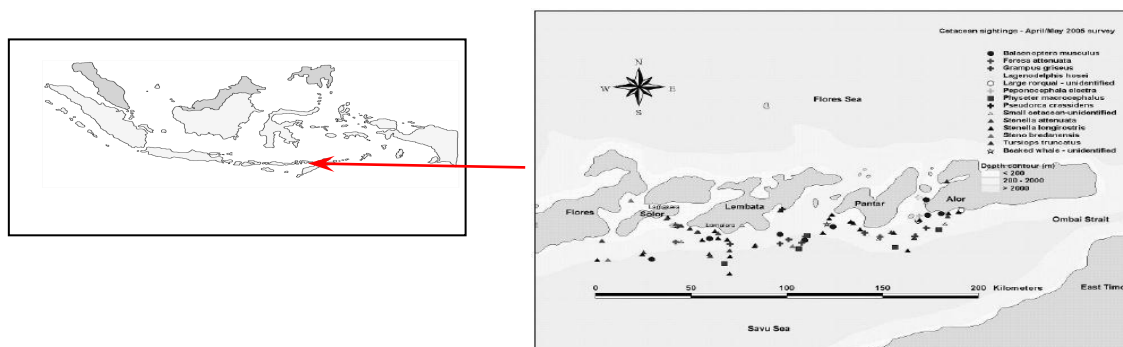 Cetacean sightings - April/May 2005 survey
Balaenoptera musculus
Feresa attenuata
Grampus griseus
Lagenodelphis hosei
Large rorqual - unidentified
Peponocephala electra
Physeter macrocephalus
Pseudorca crassidens
Small cetacean-unidentified
Stenella attenuata
Stenella longirostris
Steno bredanensis
Tursiops truncatus
Beaked whale - unidentified
Depth contour (m)
< 200
200 - 2000
> 2000
N
W E
S
Flores Sea
Flores
Solor
Lembata
Pantar
Alor
Ombai Strait
0 50 100 150 200 Kilometers
East Timo
Savu Sea